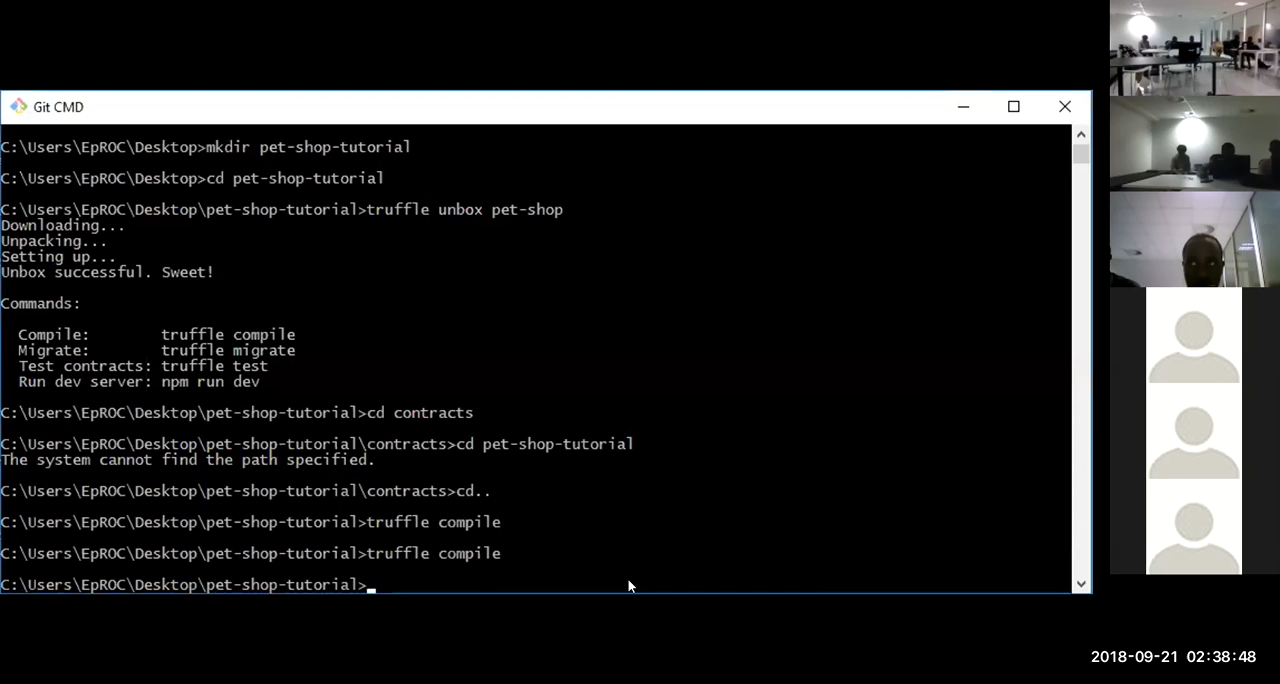 Git CMD
C:\Users\EpROC\Desktop>mkdir pet-shop-tutorial
C:\Users\EpROC\Desktop>cd pet-shop-tutorial
C:\Users\EpROC\Desktop\pet-shop-tutorial>truffle unbox pet-shop
Downloading...
Unpacking...
Setting up...
Unbox successful. Sweet!
Commands:
Compile: truffle compile
Migrate: truffle migrate
Test contracts: truffle test
Run dev server: npm run dev
C:\Users\EpROC\Desktop\pet-shop-tutorial>cd contracts
C:\Users\EpROC\Desktop\pet-shop-tutorial\contracts>cd pet-shop-tutorial
The system cannot find the path specified.
C:\Users\EpROC\Desktop\pet-shop-tutorial\contracts>cd..
C:\Users\EpROC\Desktop\pet-shop-tutorial>truffle compile
C:\Users\EpROC\Desktop\pet-shop-tutorial>truffle compile
C:\Users\EpROC\Desktop\pet-shop-tutorial>
2018-09-21 02:38:48